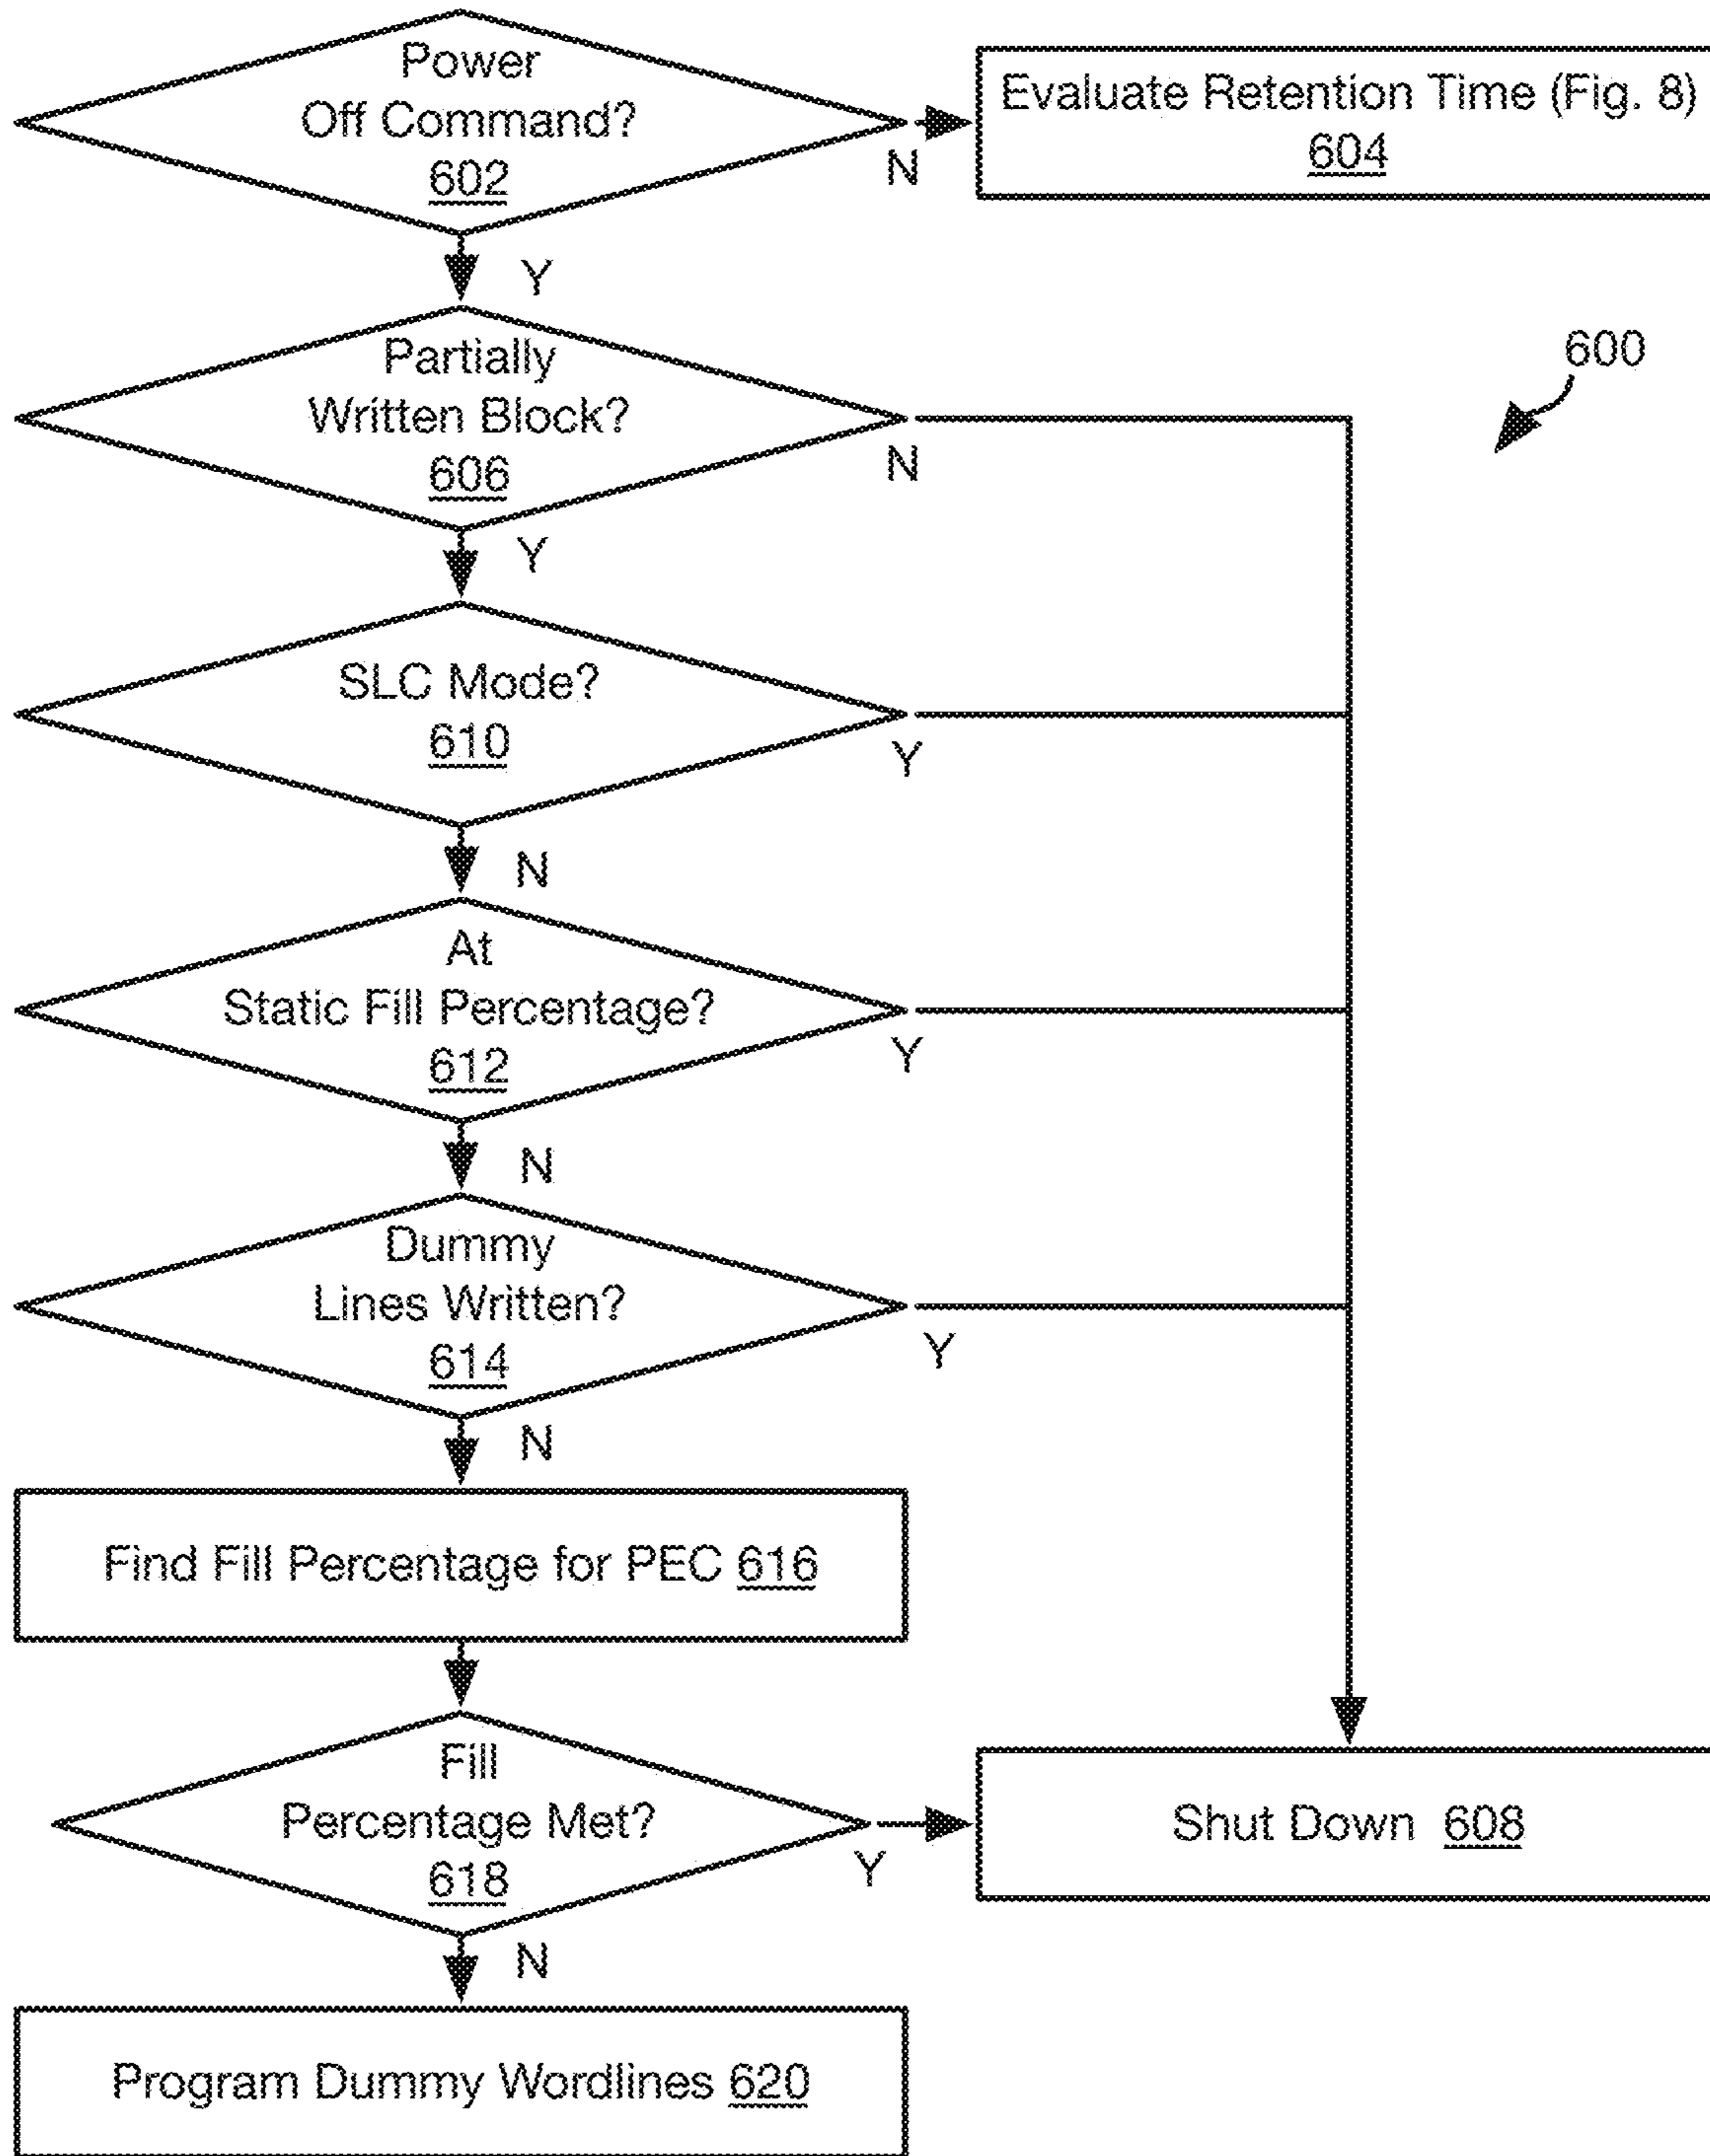 Power
Off Command?
602
N
Evaluate Retention Time (Fig. 8)
604
Y
600
Partially
Written Block?
606
N
Y
SLC Mode?
610
Y
N
At
Static Fill Percentage?
612
Y
N
Dummy
Lines Written?
614
Y
N
Find Fill Percentage for PEC 616
Fill
Percentage Met?
618
Y
Shut Down 608
N
Program Dummy Wordlines 620